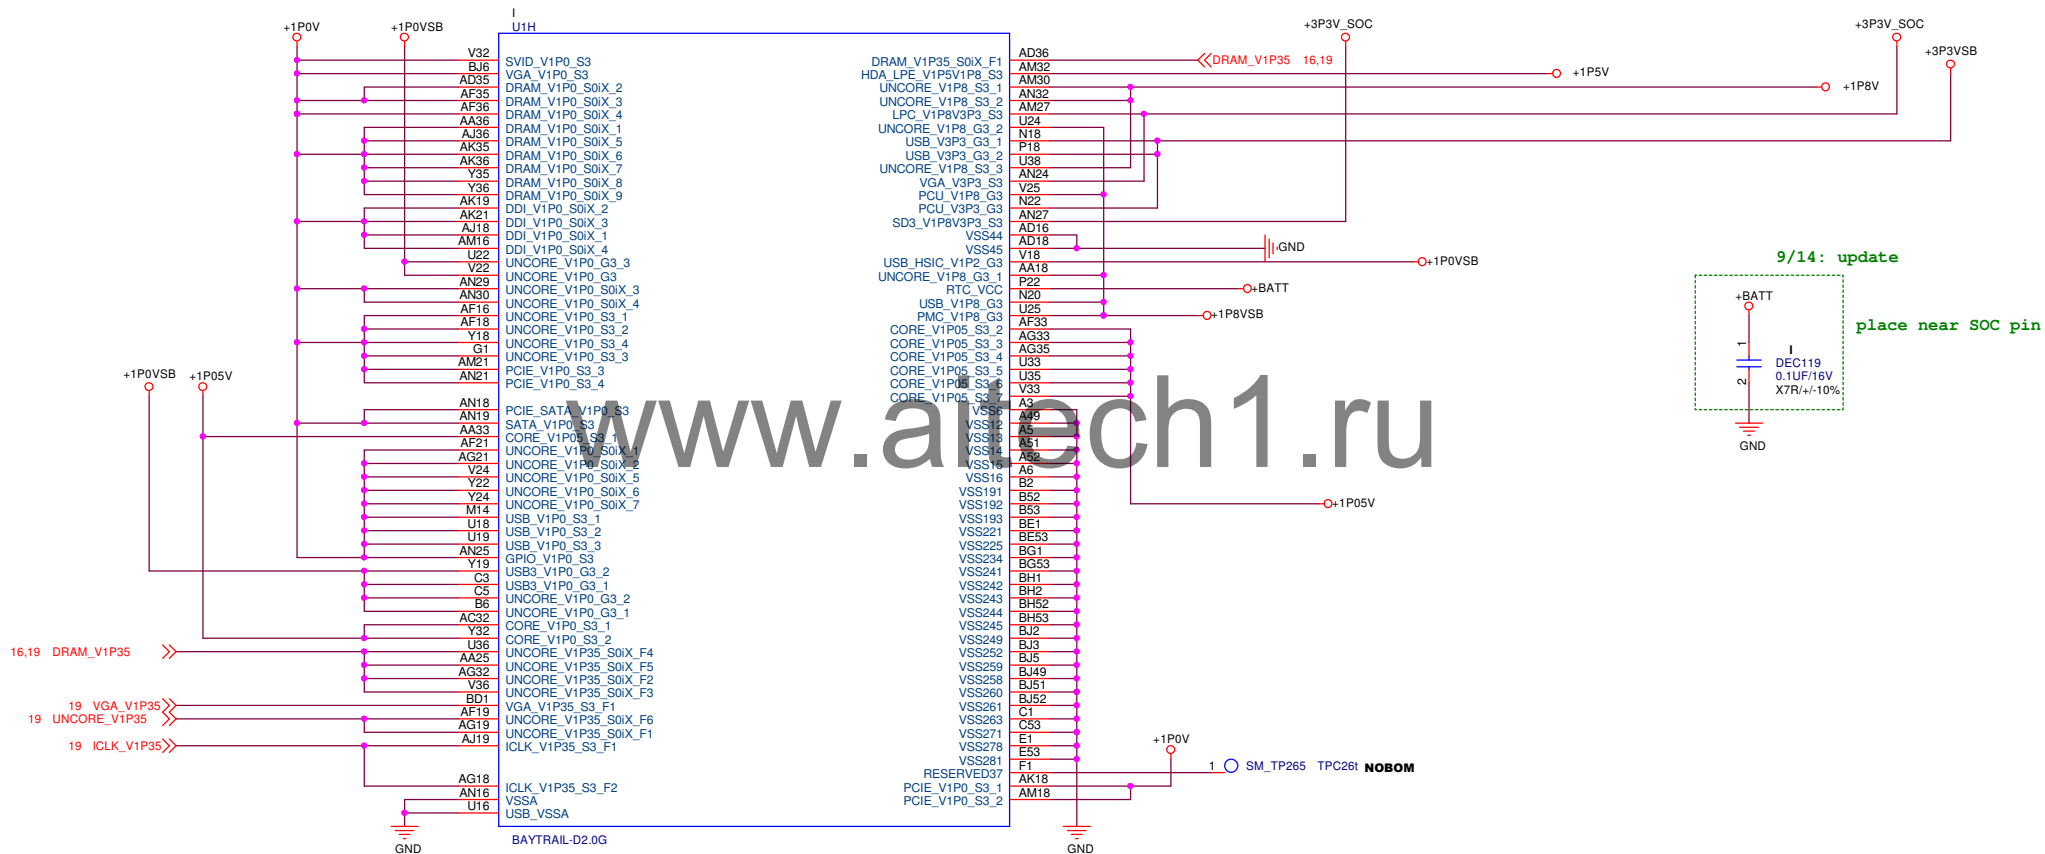 I
U1H
+1P0V
+1P0VSB
+3P3V_SOC
+3P3V_SOC
+3P3VSB
V32 SVID_V1P0_S3
BJ6 VGA_V1P0_S3
AD35 DRAM_V1P0_S0iX_2
AF35 DRAM_V1P0_S0iX_3
AF36 DRAM_V1P0_S0iX_4
AA36 DRAM_V1P0_S0iX_1
AJ36 DRAM_V1P0_S0iX_5
AK35 DRAM_V1P0_S0iX_6
AK36 DRAM_V1P0_S0iX_7
Y35 DRAM_V1P0_S0iX_8
Y36 DRAM_V1P0_S0iX_9
AK19 DDI_V1P0_S0iX_2
AK21 DDI_V1P0_S0iX_3
AJ18 DDI_V1P0_S0iX_1
AM16 DDI_V1P0_S0iX_4
U22 UNCORE_V1P0_G3_3
V22 UNCORE_V1P0_G3
AN29 UNCORE_V1P0_S0iX_3
AN30 UNCORE_V1P0_S0iX_4
AF16 UNCORE_V1P0_S3_1
AF18 UNCORE_V1P0_S3_2
Y18 UNCORE_V1P0_S3_4
G1 UNCORE_V1P0_S3_3
AM21 PCIE_V1P0_S3_3
AN21 PCIE_V1P0_S3_4
+1P0VSB
+1P05V
AN18 PCIE_SATA_V1P0_S3
AN19 SATA_V1P0_S3
AA33 CORE_V1P05_S3_1
AF21 UNCORE_V1P0_S0iX_1
AG21 UNCORE_V1P0_S0iX_2
V24 UNCORE_V1P0_S0iX_5
Y22 UNCORE_V1P0_S0iX_6
Y24 UNCORE_V1P0_S0iX_7
M14 USB_V1P0_S3_1
U18 USB_V1P0_S3_2
U19 USB_V1P0_S3_3
AN25 GPIO_V1P0_S3
Y19 USB3_V1P0_G3_2
C3 USB3_V1P0_G3_1
C5 UNCORE_V1P0_G3_2
B6 UNCORE_V1P0_G3_1
AC32 CORE_V1P0_S3_1
Y32 CORE_V1P0_S3_2
16,19 DRAM_V1P35 U36 UNCORE_V1P35_S0iX_F4
AA25 UNCORE_V1P35_S0iX_F5
AG32 UNCORE_V1P35_S0iX_F2
V36 UNCORE_V1P35_S0iX_F3
19 VGA_V1P35 BD1 VGA_V1P35_S3_F1
19 UNCORE_V1P35 AF19 UNCORE_V1P35_S0iX_F6
AG19 UNCORE_V1P35_S0iX_F1
19 ICLK_V1P35 AJ19 ICLK_V1P35_S3_F1
AG18 ICLK_V1P35_S3_F2
AN16 VSSA
U16 USB_VSSA
GND
BAYTRAIL-D2.0G
DRAM_V1P35_S0iX_F1 AD36 DRAM_V1P35 16,19
HDA_LPE_V1P5V1P8_S3 AM32 +1P5V
UNCORE_V1P8_S3_1 AM30 +1P8V
UNCORE_V1P8_S3_2 AN32
LPC_V1P8V3P3_S3 AM27
UNCORE_V1P8_G3_2 U24
USB_V3P3_G3_1 N18
USB_V3P3_G3_2 P18
UNCORE_V1P8_S3_3 U38
VGA_V3P3_S3 AN24
PCU_V1P8_G3 V25
PCU_V3P3_G3 N22
SD3_V1P8V3P3_S3 AN27
VSS44 AD16
VSS45 AD18 GND
USB_HSIC_V1P2_G3 V18 +1P0VSB
UNCORE_V1P8_G3_1 AA18
RTC_VCC P22 +BATT
USB_V1P8_G3 N20
PMC_V1P8_G3 U25 +1P8VSB
CORE_V1P05_S3_2 AF33
CORE_V1P05_S3_3 AG33
CORE_V1P05_S3_4 AG35
CORE_V1P05_S3_5 U33
CORE_V1P05_S3_6 U35
CORE_V1P05_S3_7 V33
VSS6 A3
VSS12 A49
VSS13 A5
VSS14 A51
VSS15 A52
VSS16 A6
VSS191 B2
VSS192 B52 +1P05V
VSS193 B53
VSS221 BE1
VSS225 BE53
VSS234 BG1
VSS241 BG53
VSS242 BH1
VSS243 BH2
VSS244 BH52
VSS245 BH53
VSS249 BJ2
VSS252 BJ3
VSS259 BJ5
VSS258 BJ49
VSS260 BJ51
VSS261 BJ52
VSS263 C1
VSS271 C53
VSS278 E1
VSS281 E53
+1P0V
RESERVED37 F1 1 SM_TP265 TPC26t NOBOM
PCIE_V1P0_S3_1 AK18
PCIE_V1P0_S3_2 AM18
GND
9/14: update
+BATT
place near SOC pin
1
2
I
DEC119
0.1UF/16V
X7R/+/-10%
GND
www.aitech1.ru